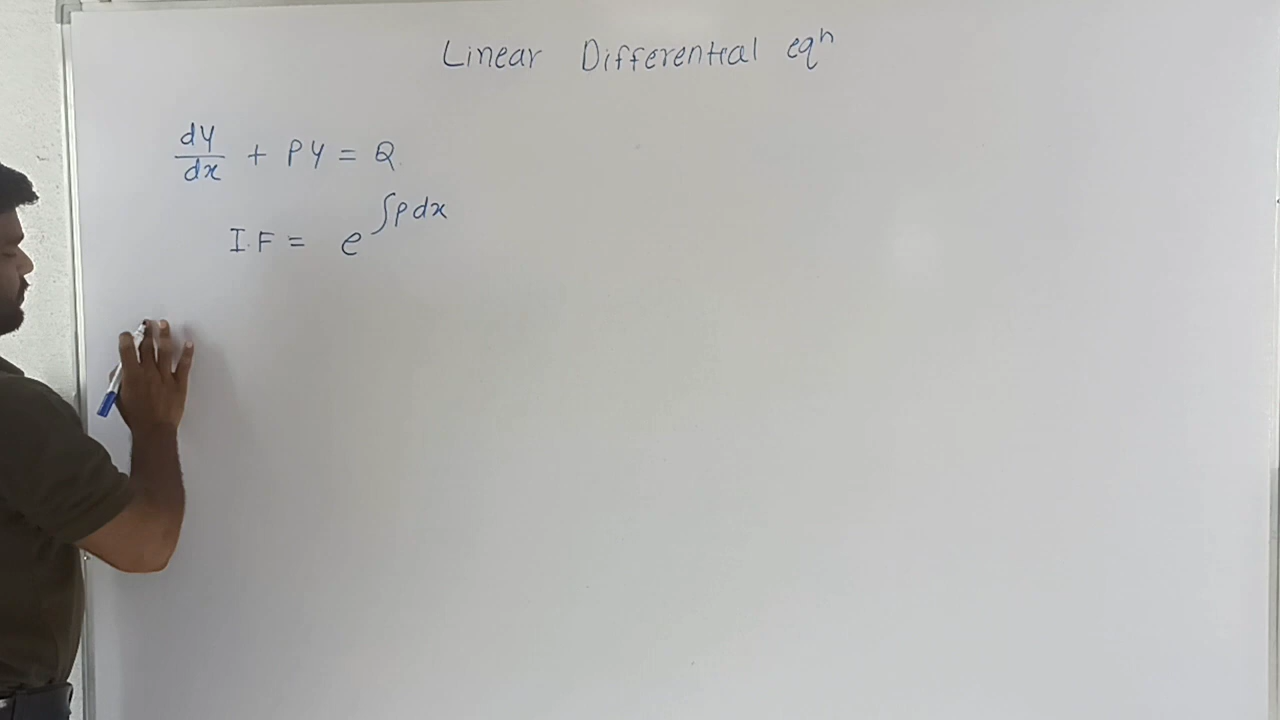 Linear Differential eqⁿ
dy/dx + Py = Q
I.F = e^∫pdx